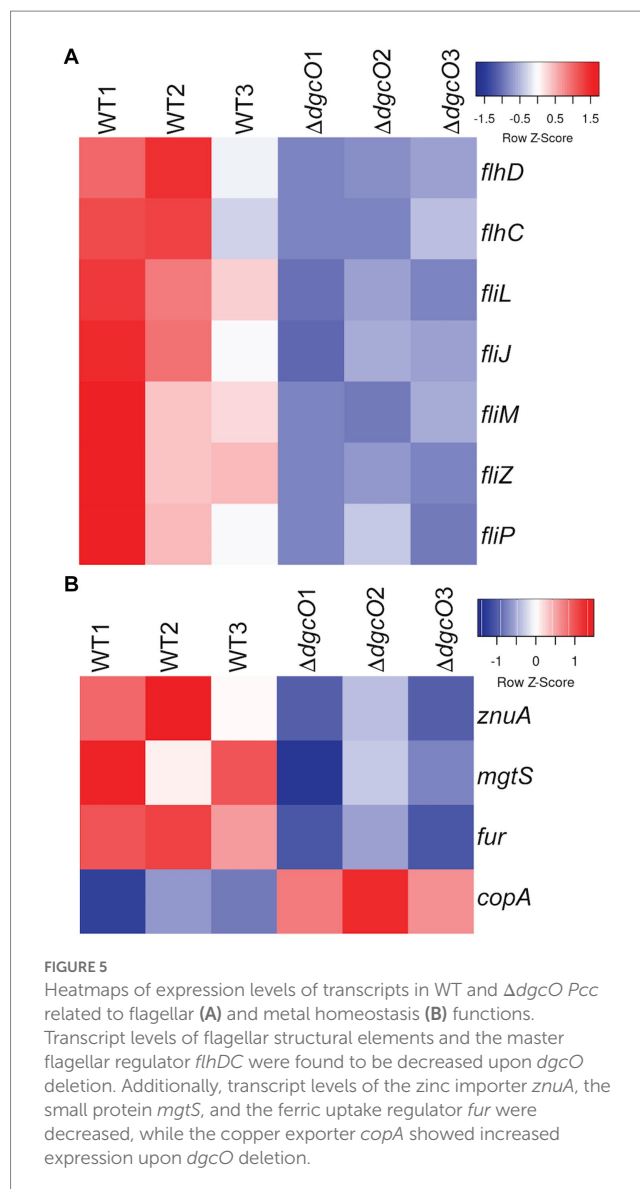 A
WT1 WT2 WT3 ΔdgcO1 ΔdgcO2 ΔdgcO3
-1.5 -0.5 0.5 1.5
Row Z-Score
flhD
flhC
fliL
fliJ
fliM
fliZ
fliP
B
WT1 WT2 WT3 ΔdgcO1 ΔdgcO2 ΔdgcO3
-1 0 1
Row Z-Score
znuA
mgtS
fur
copA
FIGURE 5
Heatmaps of expression levels of transcripts in WT and ΔdgcO Pcc
related to flagellar (A) and metal homeostasis (B) functions.
Transcript levels of flagellar structural elements and the master
flagellar regulator flhDC were found to be decreased upon dgcO
deletion. Additionally, transcript levels of the zinc importer znuA, the
small protein mgtS, and the ferric uptake regulator fur were
decreased, while the copper exporter copA showed increased
expression upon dgcO deletion.